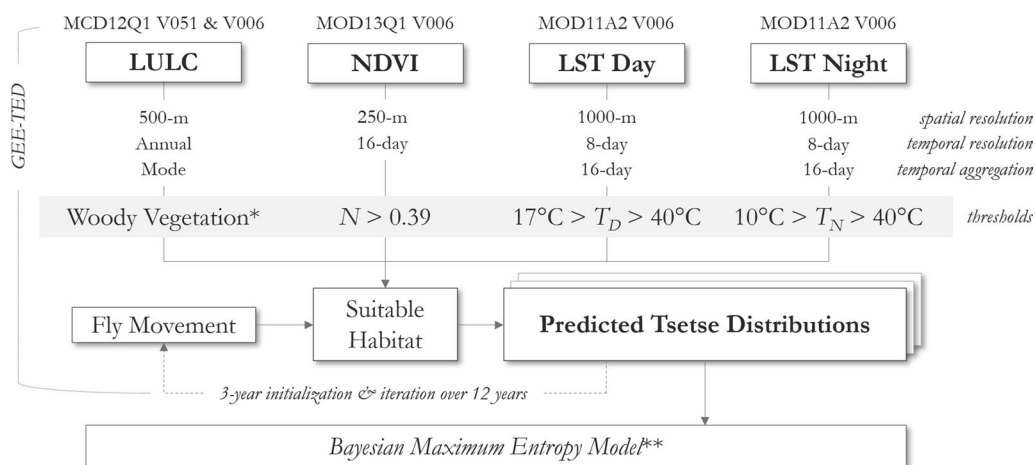 MCD12Q1 V051 & V006 MOD13Q1 V006 MOD11A2 V006 MOD11A2 V006
LULC NDVI LST Day LST Night
500-m 250-m 1000-m 1000-m spatial resolution
Annual 16-day 8-day 8-day temporal resolution
Mode 16-day 16-day temporal aggregation
Woody Vegetation* N > 0.39 17°C > T_D > 40°C 10°C > T_N > 40°C thresholds
GEE-TED
Fly Movement
Suitable
Habitat
Predicted Tsetse Distributions
3-year initialization & iteration over 12 years
Bayesian Maximum Entropy Model**